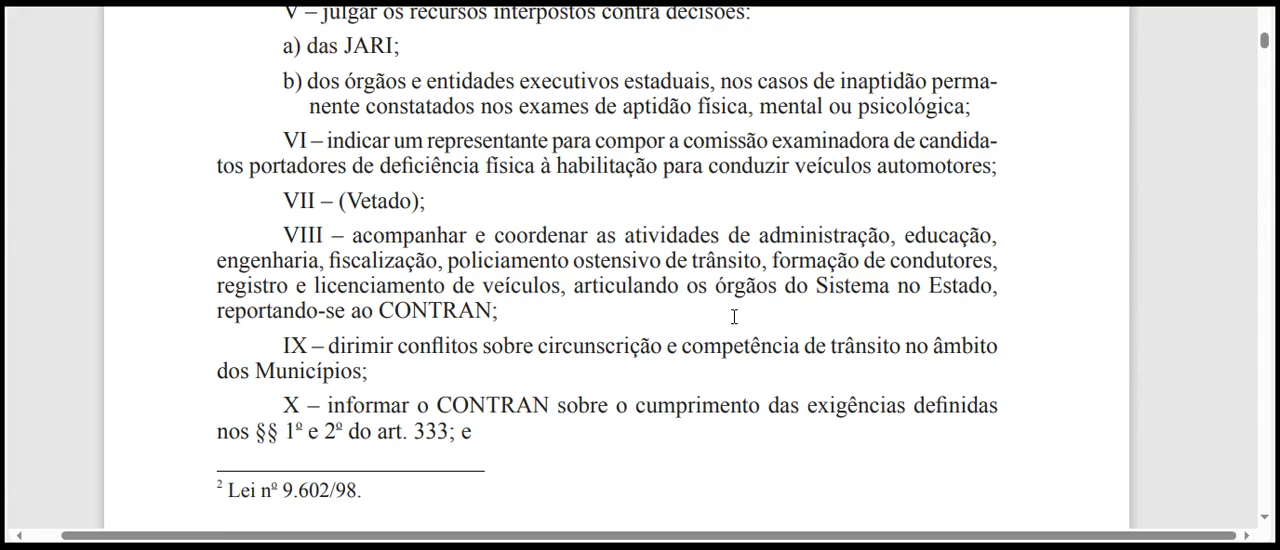 V – julgar os recursos interpostos contra decisões:
a) das JARI;
b) dos órgãos e entidades executivos estaduais, nos casos de inaptidão perma-
nente constatados nos exames de aptidão física, mental ou psicológica;
VI – indicar um representante para compor a comissão examinadora de candida-
tos portadores de deficiência física à habilitação para conduzir veículos automotores;
VII – (Vetado);
VIII – acompanhar e coordenar as atividades de administração, educação,
engenharia, fiscalização, policiamento ostensivo de trânsito, formação de condutores,
registro e licenciamento de veículos, articulando os órgãos do Sistema no Estado,
reportando-se ao CONTRAN;
IX – dirimir conflitos sobre circunscrição e competência de trânsito no âmbito
dos Municípios;
X – informar o CONTRAN sobre o cumprimento das exigências definidas
nos §§ 1º e 2º do art. 333; e
2 Lei nº 9.602/98.